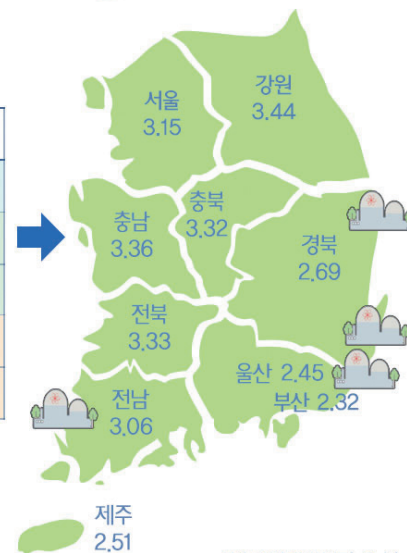 서울
3.15
강원
3.44
충남
3.36
충북
3.32
경북
2.69
전북
3.33
울산 2.45
부산 2.32
전남
3.06
제주
2.51